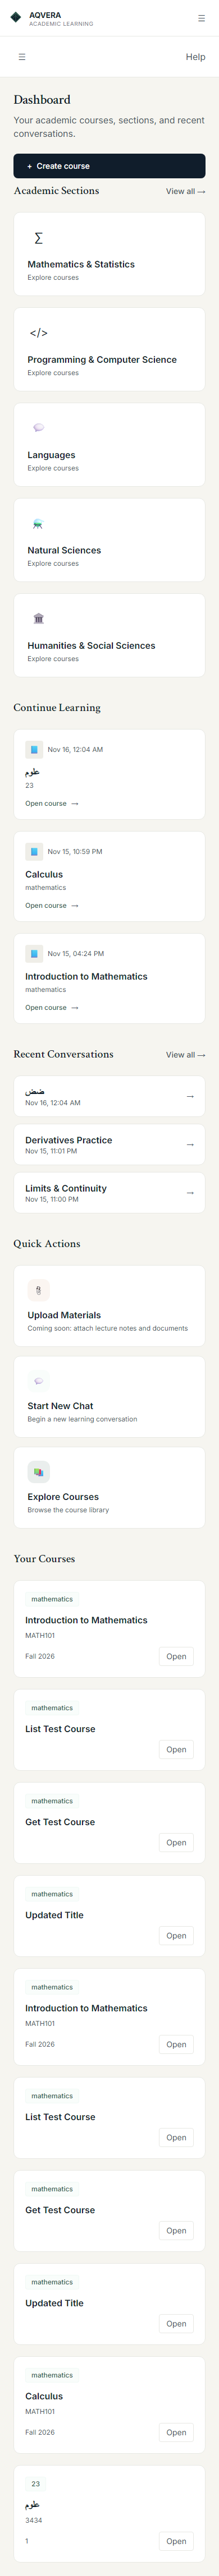 AQVERA
ACADEMIC LEARNING
Help
Dashboard
Your academic courses, sections, and recent
conversations.
+ Create course
Academic Sections
View all →
∑
Mathematics & Statistics
Explore courses
</>
Programming & Computer Science
Explore courses
Languages
Explore courses
Natural Sciences
Explore courses
Humanities & Social Sciences
Explore courses
Continue Learning
Nov 16, 12:04 AM
علوم
23
Open course →
Nov 15, 10:59 PM
Calculus
mathematics
Open course →
Nov 15, 04:24 PM
Introduction to Mathematics
mathematics
Open course →
Recent Conversations
View all →
ضض
Nov 16, 12:04 AM
→
Derivatives Practice
Nov 15, 11:01 PM
→
Limits & Continuity
Nov 15, 11:00 PM
→
Quick Actions
Upload Materials
Coming soon: attach lecture notes and documents
Start New Chat
Begin a new learning conversation
Explore Courses
Browse the course library
Your Courses
mathematics
Introduction to Mathematics
MATH101
Fall 2026
Open
mathematics
List Test Course
Open
mathematics
Get Test Course
Open
mathematics
Updated Title
Open
mathematics
Introduction to Mathematics
MATH101
Fall 2026
Open
mathematics
List Test Course
Open
mathematics
Get Test Course
Open
mathematics
Updated Title
Open
mathematics
Calculus
MATH101
Fall 2026
Open
23
علوم
3434
1
Open